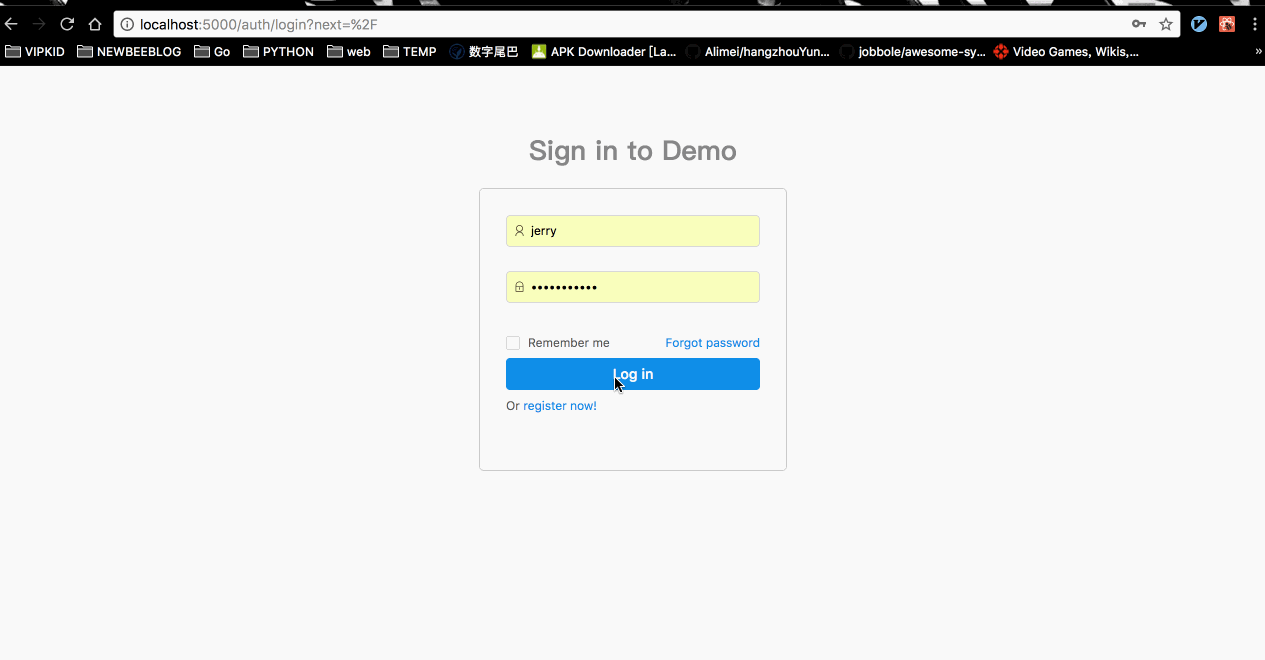 localhost:5000/auth/login?next=%2F
VIPKID NEWBEEBLOG Go PYTHON web TEMP 数字尾巴 APK Downloader [La... Alimei/hangzhouYun... jobbole/awesome-sy... Video Games, Wikis,... »
Sign in to Demo
jerry
•••••••••••
Remember me Forgot password
Log in
Or register now!